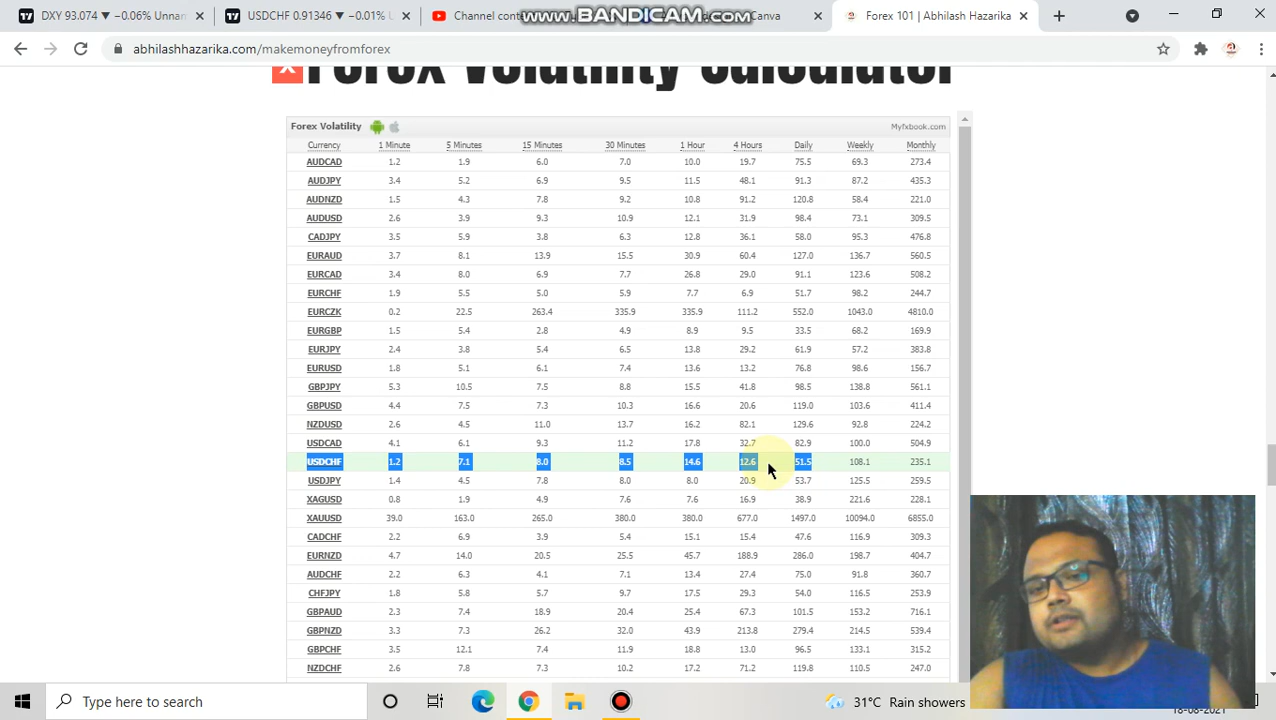 DXY 93.074 ▼ −0.06% Unnar
USDCHF 0.91346 ▼ −0.05
Channel conten
www.BANDICAM.com
anva
Forex 101 | Abhilash Hazarika
abhilashhazarika.com/makemoneyfromforex
Forex Volatility Calculator
Forex Volatility Myfxbook.com
Currency 1 Minute 5 Minutes 15 Minutes 30 Minutes 1 Hour 4 Hours Daily Weekly Monthly
AUDCAD 1.2 1.9 6.0 7.0 10.0 19.7 75.5 69.3 273.4
AUDJPY 3.4 5.2 6.9 9.5 11.5 48.1 91.3 87.2 435.3
AUDNZD 1.5 4.3 7.8 9.2 10.8 91.2 120.8 58.4 221.0
AUDUSD 2.6 3.9 9.3 10.9 12.1 31.9 98.4 73.1 309.5
CADJPY 3.5 5.9 3.8 6.3 12.8 36.1 58.0 95.3 476.8
EURAUD 3.7 8.1 13.9 15.5 30.9 60.4 127.0 136.7 560.5
EURCAD 3.4 8.0 6.9 7.7 26.8 29.0 91.1 123.6 508.2
EURCHF 1.9 5.5 5.0 5.9 7.7 6.9 51.7 98.2 244.7
EURCZK 0.2 22.5 263.4 335.9 335.9 111.2 552.0 1043.0 4810.0
EURGBP 1.5 5.4 2.8 4.9 8.9 9.5 33.5 68.2 169.9
EURJPY 2.4 3.8 5.4 6.5 13.8 29.2 61.9 57.2 383.8
EURUSD 1.8 5.1 6.1 7.4 13.6 13.2 76.8 98.6 156.7
GBPJPY 5.3 10.5 7.5 8.8 15.5 41.8 98.5 138.8 561.1
GBPUSD 4.4 7.5 7.3 10.3 16.6 20.6 119.0 103.6 411.4
NZDUSD 2.6 4.5 11.0 13.7 16.2 82.1 129.6 92.8 224.2
USDCAD 4.1 6.1 9.3 11.2 17.8 32.7 82.9 100.0 504.9
USDCHF 1.2 7.1 8.0 8.5 14.6 12.6 51.5 108.1 235.1
USDJPY 1.4 4.5 7.8 8.0 8.0 20.9 53.7 125.5 259.5
XAGUSD 0.8 1.9 4.9 7.6 7.6 16.9 38.9 221.6 228.1
XAUUSD 39.0 163.0 265.0 380.0 380.0 677.0 1497.0 10094.0 6855.0
CADCHF 2.2 6.9 3.9 5.4 15.1 15.4 47.6 116.9 309.3
EURNZD 4.7 14.0 20.5 25.5 45.7 188.9 286.0 198.7 404.7
AUDCHF 2.2 6.3 4.1 7.1 13.4 27.4 75.0 91.8 360.7
CHFJPY 1.8 5.8 5.7 9.7 17.5 29.3 54.0 116.5 253.9
GBPAUD 2.3 7.4 18.9 20.4 25.4 67.3 101.5 153.2 716.1
GBPNZD 3.3 7.3 26.2 32.0 43.9 213.8 279.4 214.5 539.4
GBPCHF 3.5 12.1 7.4 11.9 18.8 13.0 96.5 133.1 315.2
NZDCHF 2.6 7.8 7.3 10.2 17.2 71.2 119.8 110.5 247.0
Type here to search
31°C Rain showers
18-08-2021